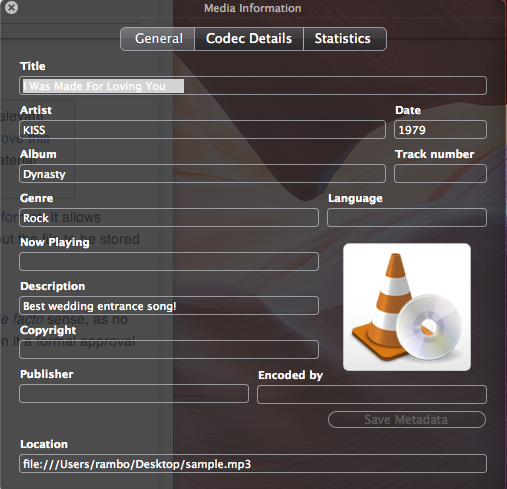 Media Information
General Codec Details Statistics
Title
I Was Made For Loving You
Artist Date
KISS 1979
Album Track number
Dynasty
Genre Language
Rock
Now Playing
Description
Best wedding entrance song!
Copyright
Publisher Encoded by
Save Metadata
Location
file:///Users/rambo/Desktop/sample.mp3